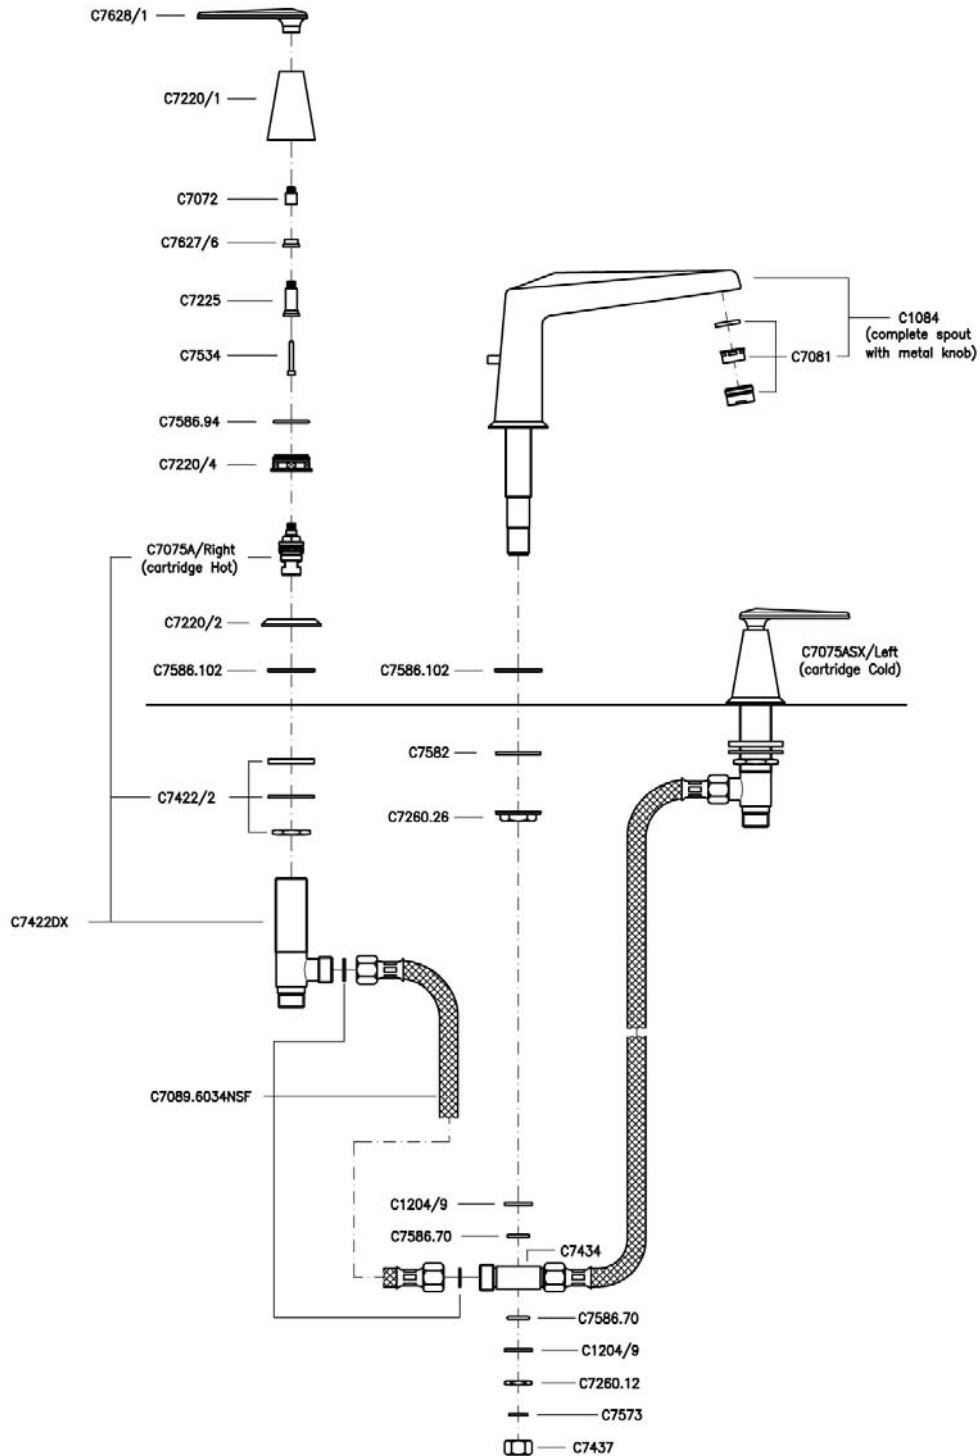 C7628/1
C7220/1
C7072
C7627/6
C7225
C7534
C7586.94
C7220/4
C7075A/Right
(cartridge Hot)
C7220/2
C7586.102
C7422/2
C7422DX
C7089.6034NSF
C1084
(complete spout
with metal knob)
C7081
C7586.102
C7582
C7260.26
C7075ASX/Left
(cartridge Cold)
C1204/9
C7586.70
C7434
C7586.70
C1204/9
C7260.12
C7573
C7437